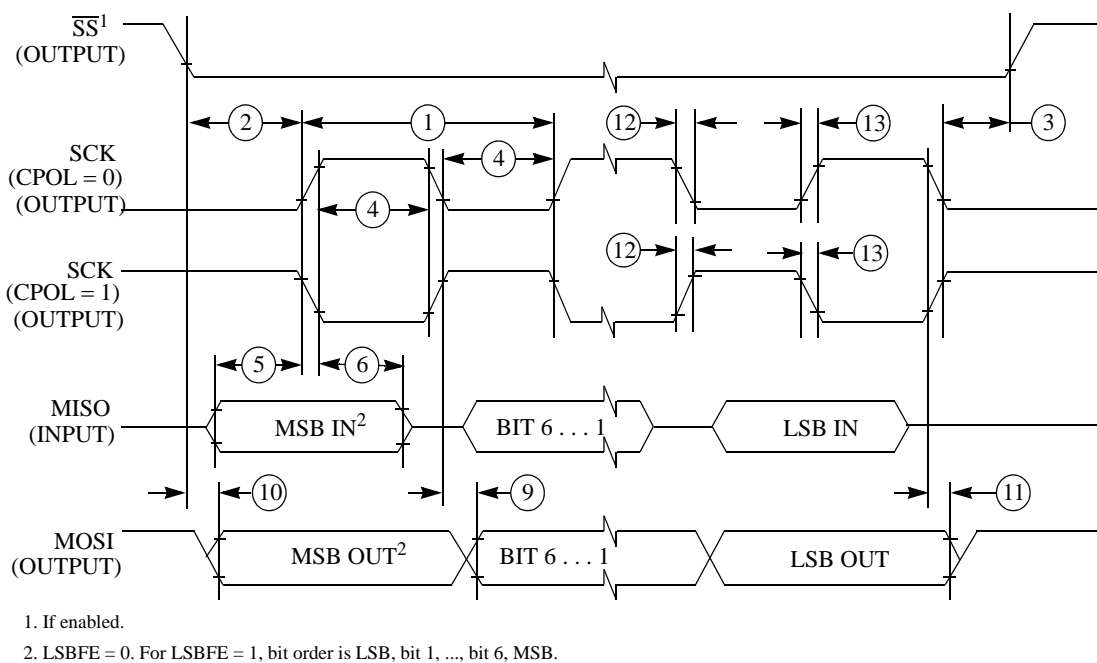 SS¹
(OUTPUT)
2
1
12
13
3
SCK
(CPOL = 0)
(OUTPUT)
4
4
SCK
(CPOL = 1)
(OUTPUT)
12
13
5
6
MISO
(INPUT)
MSB IN²
BIT 6 . . . 1
LSB IN
10
9
11
MOSI
(OUTPUT)
MSB OUT²
BIT 6 . . . 1
LSB OUT
1. If enabled.
2. LSBFE = 0. For LSBFE = 1, bit order is LSB, bit 1, ..., bit 6, MSB.